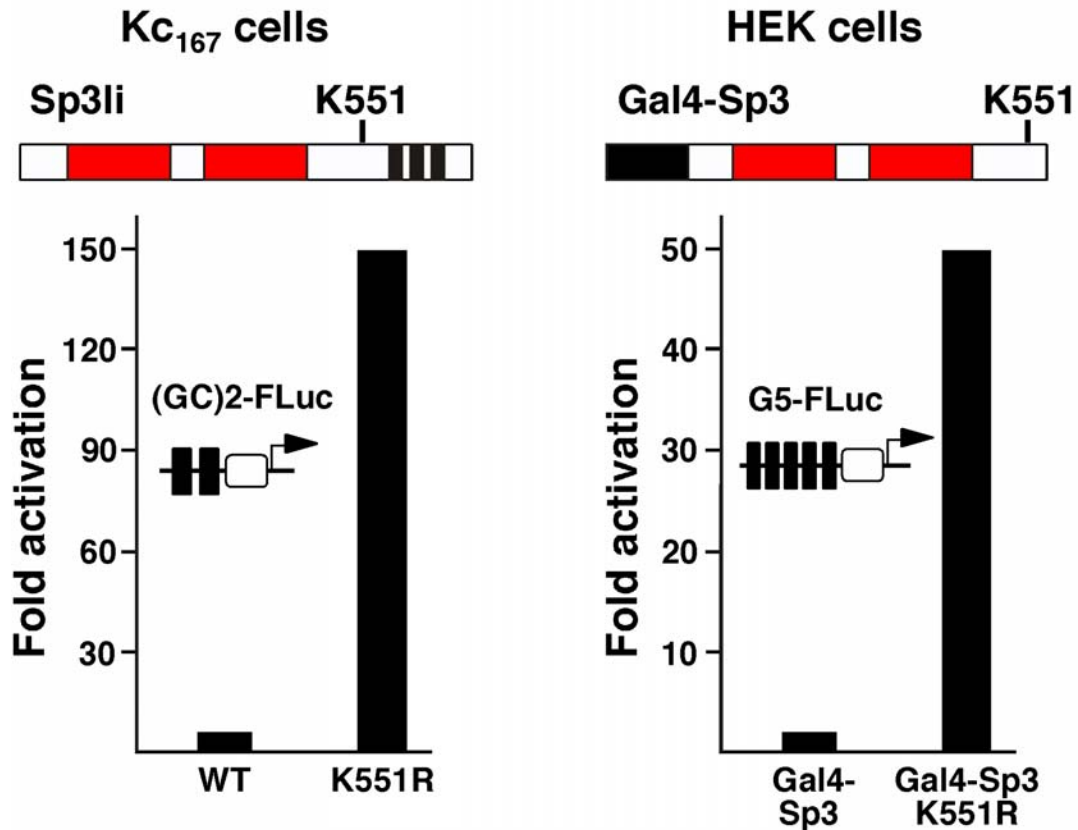 Kc167 cells
Sp3li K551
150
120
90
60
30
Fold activation
(GC)2-FLuc
WT K551R
HEK cells
Gal4-Sp3 K551
50
40
30
20
10
Fold activation
G5-FLuc
Gal4- Gal4-Sp3
Sp3 K551R